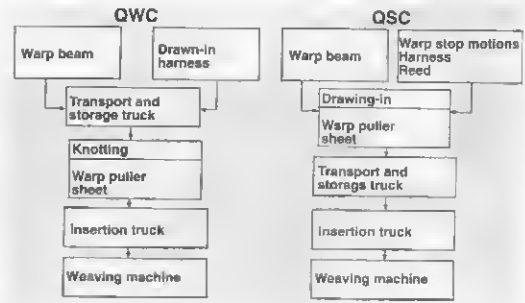 QWC
Warp beam
Drawn-in
harness
Transport and
storage truck
Knotting
Warp puller
sheet
Insertion truck
Weaving machine
QSC
Warp beam
Warp stop motions
Harness
Reed
Drawing-in
Warp puller
sheet
Transport and
storags truck
Insertion truck
Weaving machine